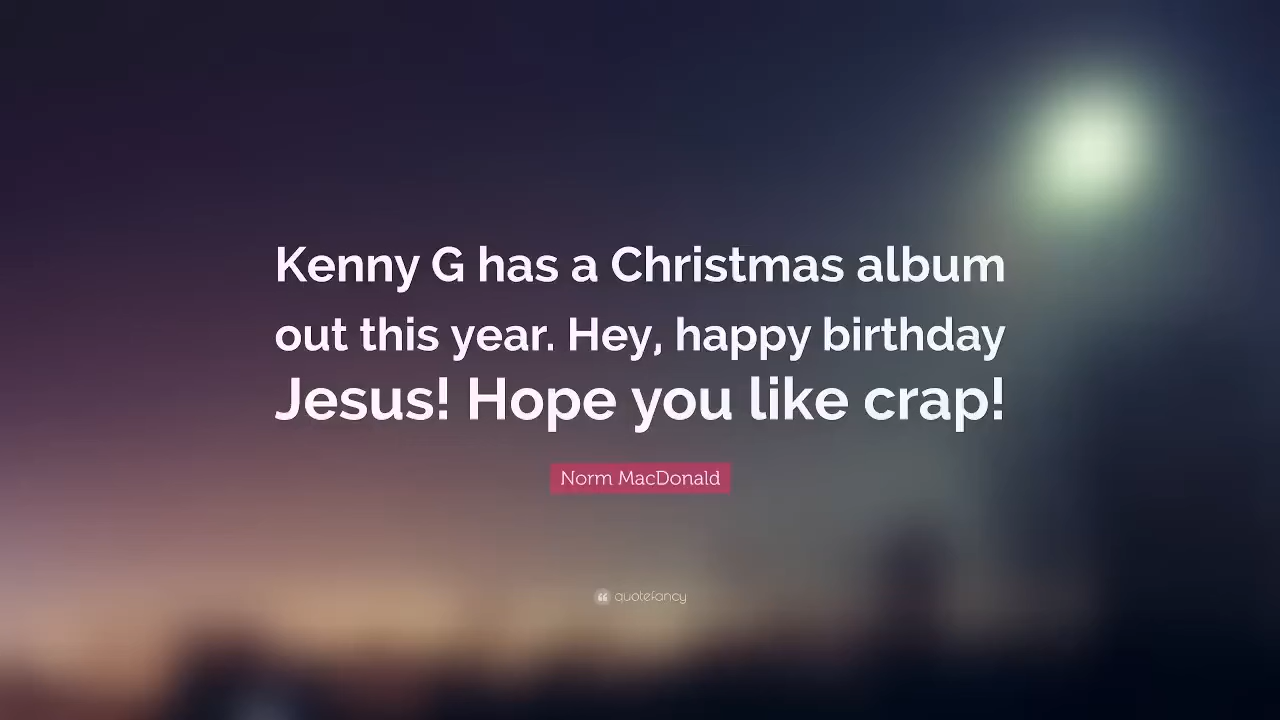 Kenny G has a Christmas album
out this year. Hey, happy birthday
Jesus! Hope you like crap!
Norm MacDonald
quotefancy